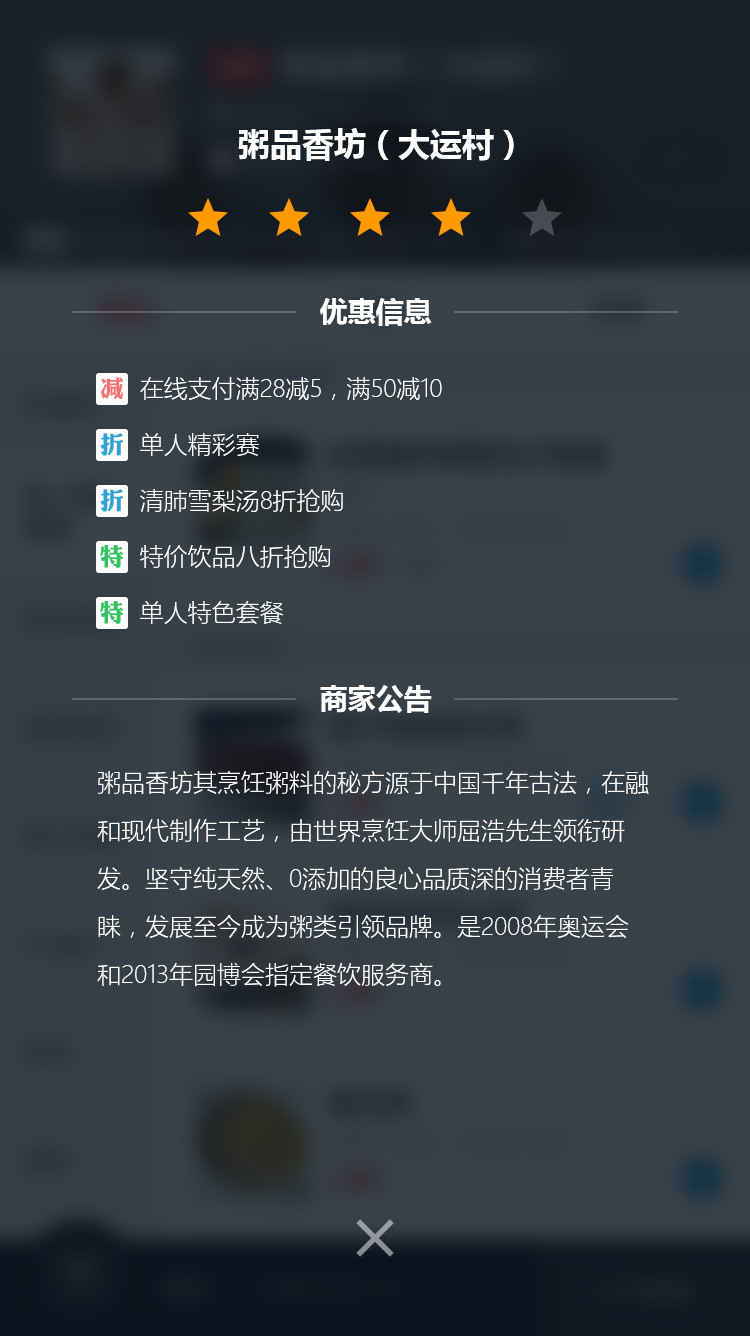 粥品香坊（大运村）
优惠信息
减 在线支付满28减5，满50减10
折 单人精彩赛
折 清肺雪梨汤8折抢购
特 特价饮品八折抢购
特 单人特色套餐
商家公告
粥品香坊其烹饪粥料的秘方源于中国千年古法，在融
和现代制作工艺，由世界烹饪大师屈浩先生领衔研
发。坚守纯天然、0添加的良心品质深的消费者青
睐，发展至今成为粥类引领品牌。是2008年奥运会
和2013年园博会指定餐饮服务商。